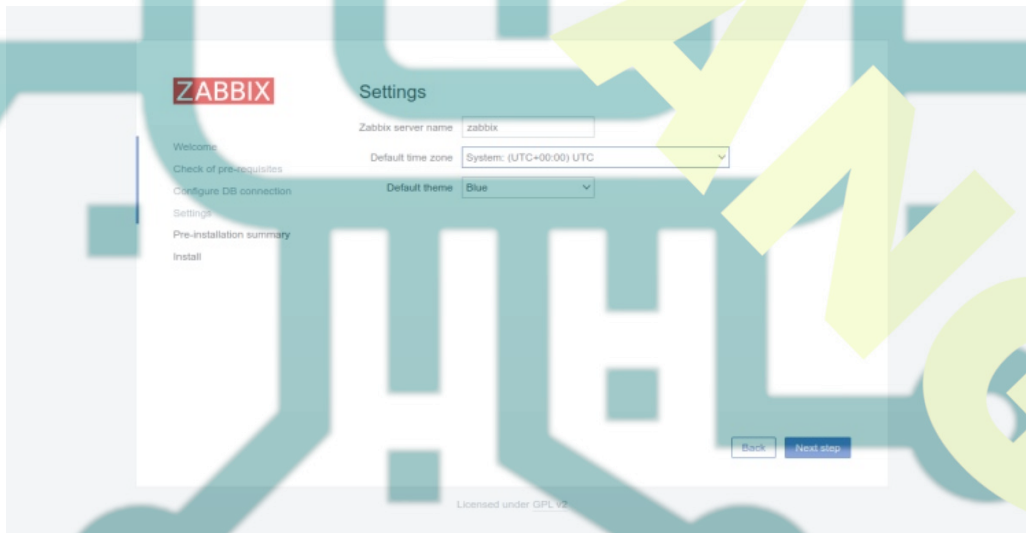 ZABBIX
Welcome
Check of pre-requisites
Configure DB connection
Settings
Pre-installation summary
Install
Settings
Zabbix server name zabbix
Default time zone System: (UTC+00:00) UTC
Default theme Blue
Back Next step
Licensed under GPL v2